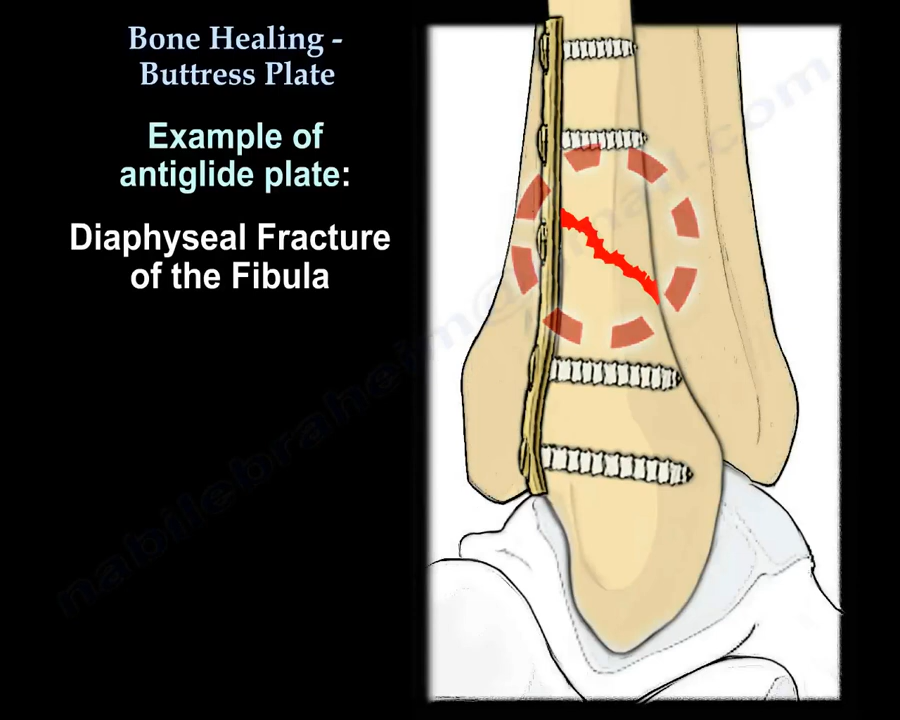 Bone Healing -
Buttress Plate
Example of
antiglide plate:
Diaphyseal Fracture
of the Fibula